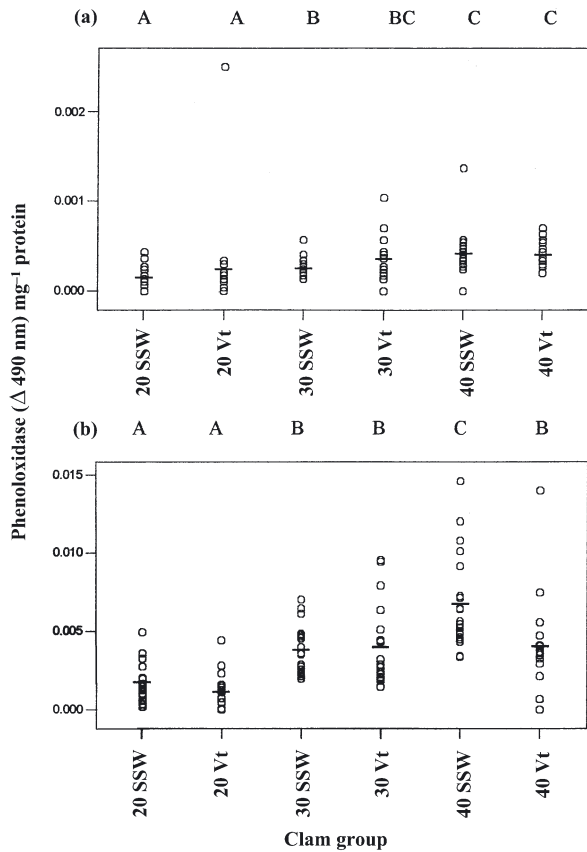 (a) A A B BC C C
0.002
0.001
0.000
20 SSW 20 Vt 30 SSW 30 Vt 40 SSW 40 Vt
Phenoloxidase (Δ 490 nm) mg⁻¹ protein
(b) A A B B C B
0.015
0.010
0.005
0.000
20 SSW 20 Vt 30 SSW 30 Vt 40 SSW 40 Vt
Clam group